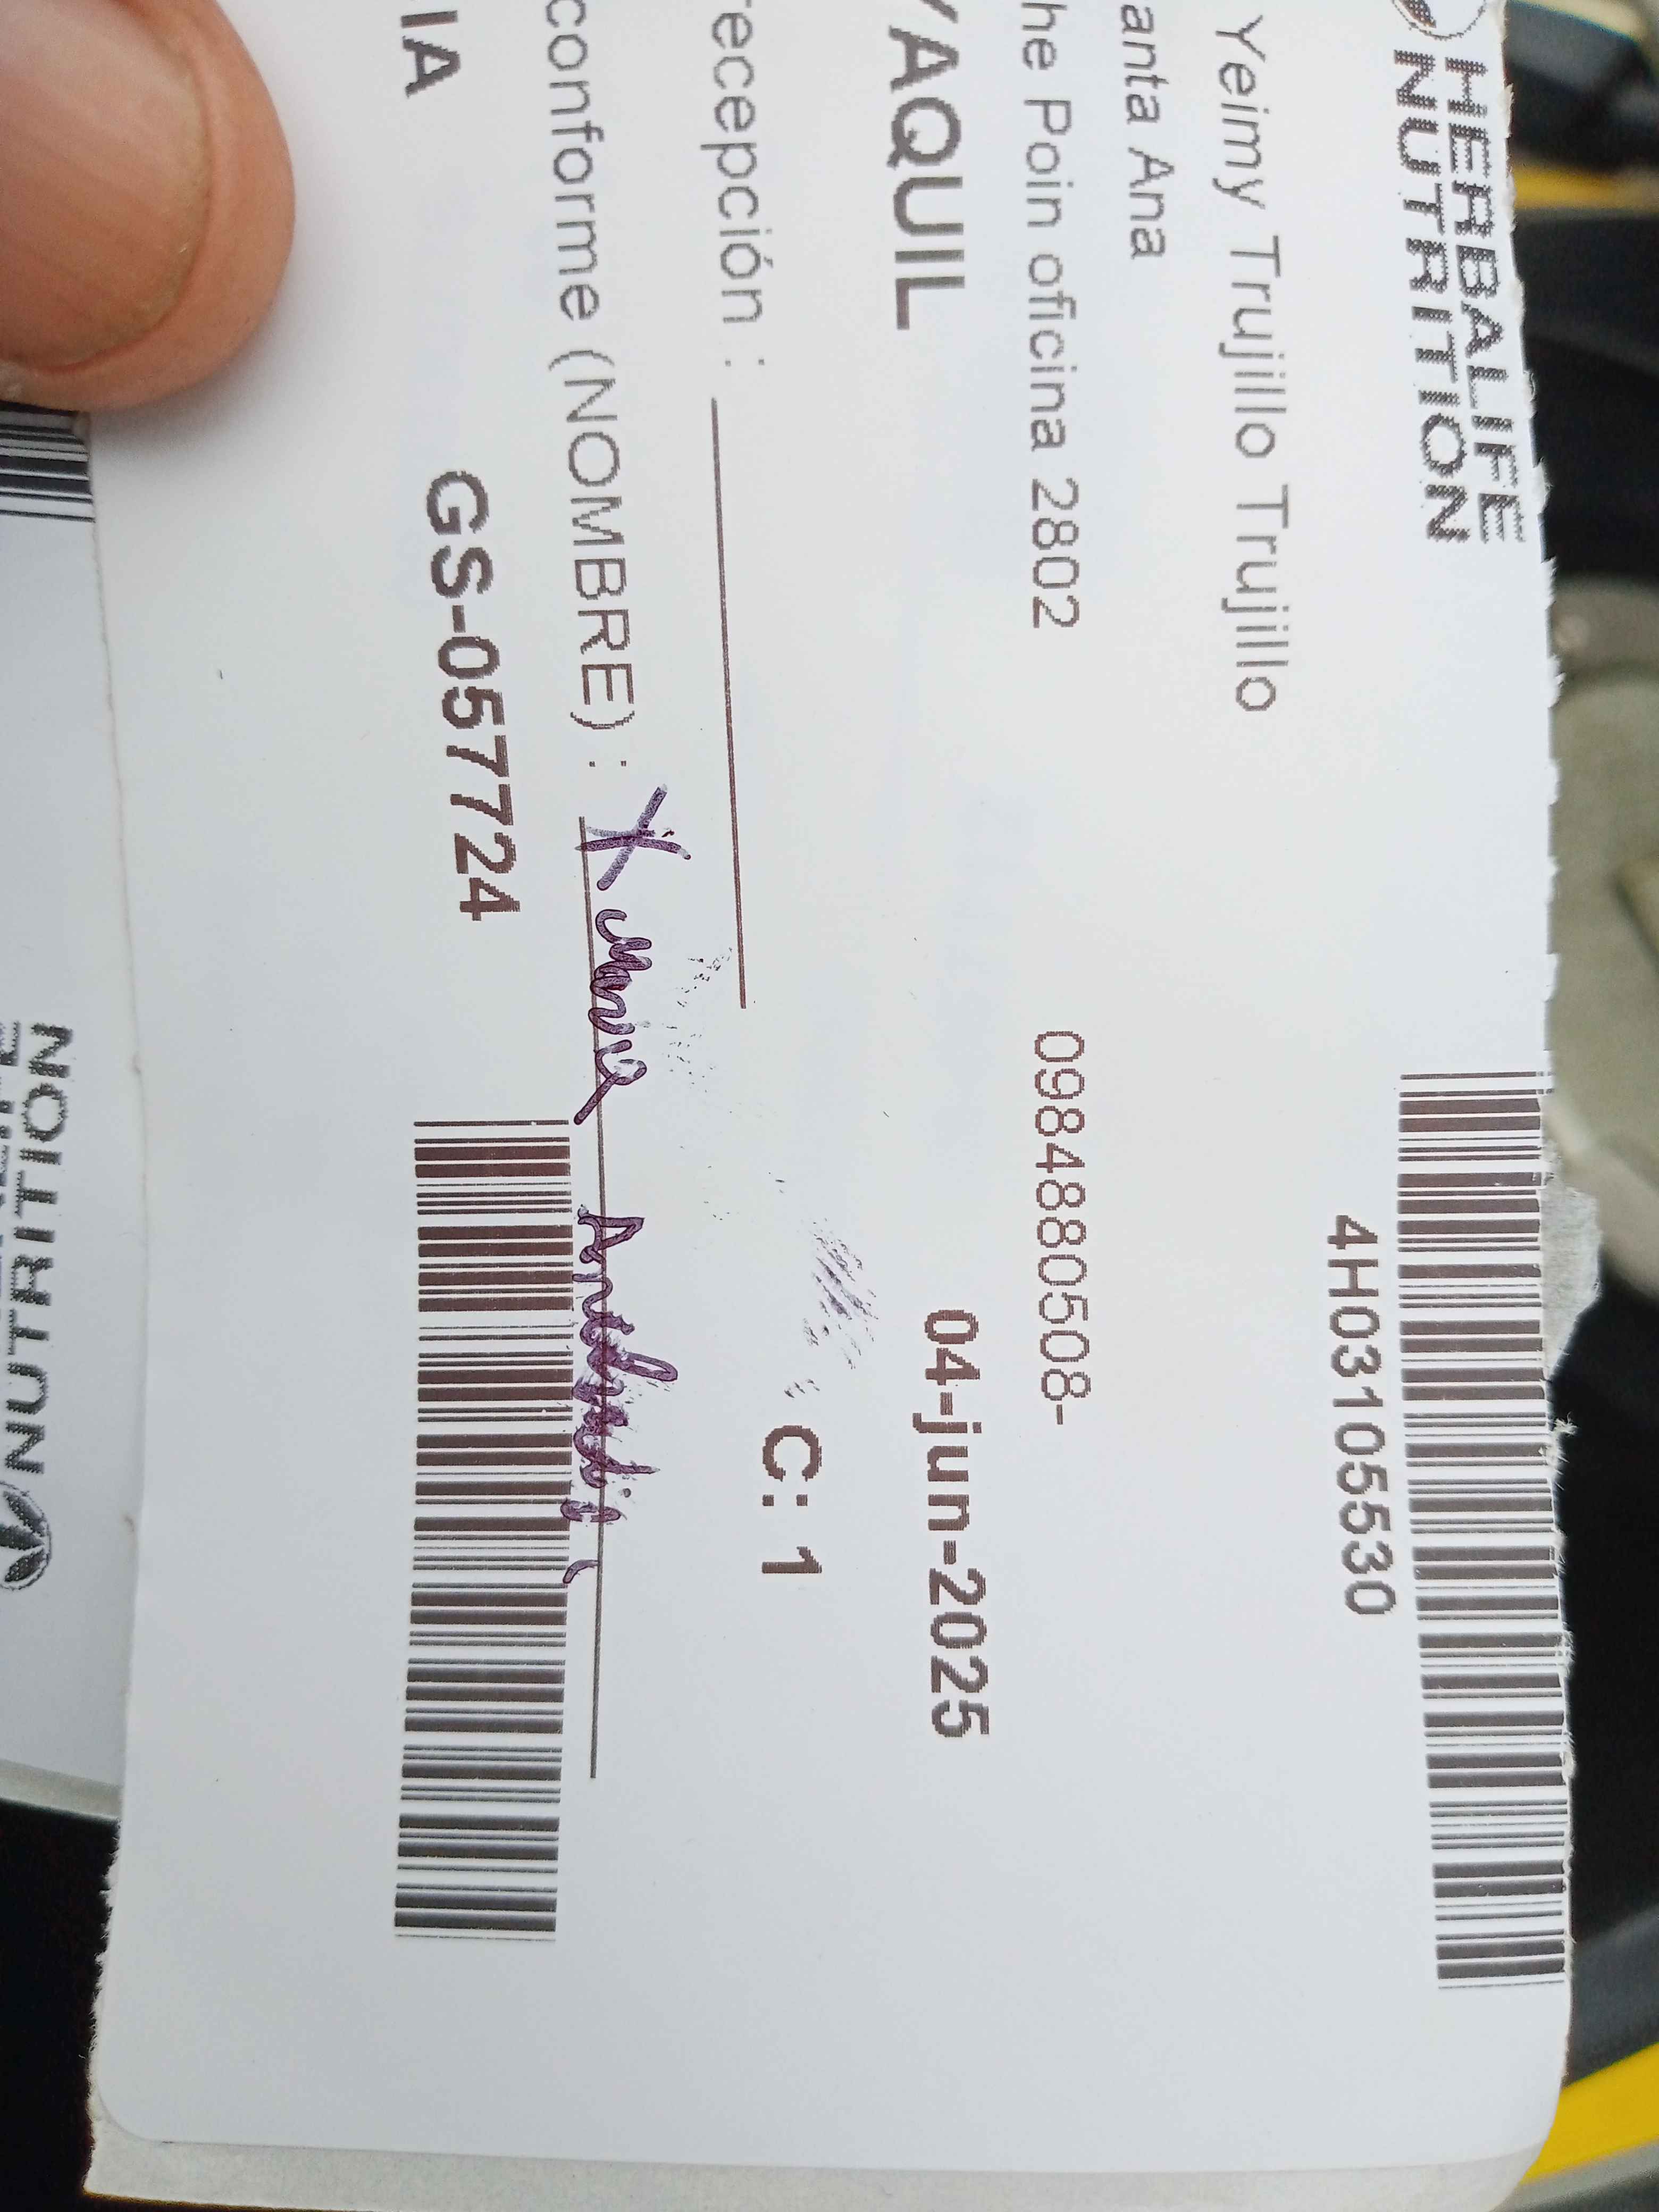 HERBALIFE
NUTRITION
4H03105530
Yeimy Trujillo Trujillo
anta Ana
he Poin oficina 2802 0984880508-
YAQUIL 04-jun-2025
ecepción : C: 1
conforme (NOMBRE) : X
IA GS-057724
NUTRITION